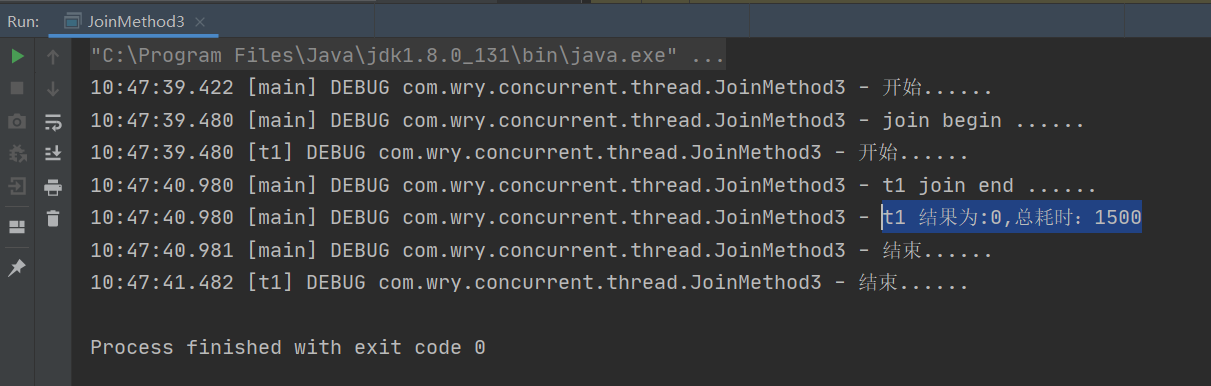 Run: JoinMethod3
"C:\Program Files\Java\jdk1.8.0_131\bin\java.exe" ...
10:47:39.422 [main] DEBUG com.wry.concurrent.thread.JoinMethod3 - 开始......
10:47:39.480 [main] DEBUG com.wry.concurrent.thread.JoinMethod3 - join begin ......
10:47:39.480 [t1] DEBUG com.wry.concurrent.thread.JoinMethod3 - 开始......
10:47:40.980 [main] DEBUG com.wry.concurrent.thread.JoinMethod3 - t1 join end ......
10:47:40.980 [main] DEBUG com.wry.concurrent.thread.JoinMethod3 - t1 结果为:0,总耗时：1500
10:47:40.981 [main] DEBUG com.wry.concurrent.thread.JoinMethod3 - 结束......
10:47:41.482 [t1] DEBUG com.wry.concurrent.thread.JoinMethod3 - 结束......
Process finished with exit code 0